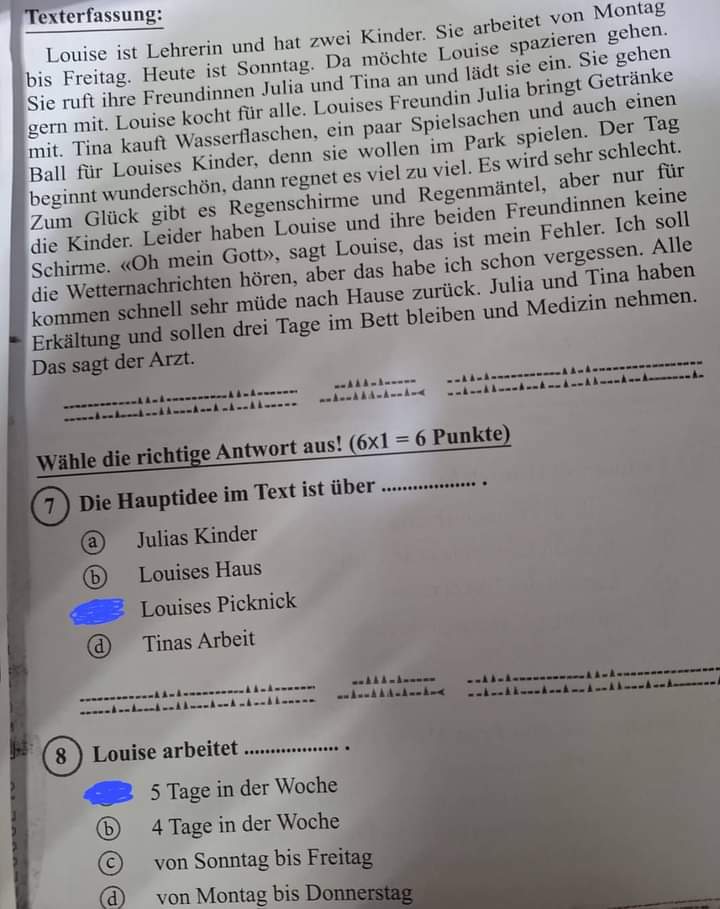 Texterfassung:
Louise ist Lehrerin und hat zwei Kinder. Sie arbeitet von Montag
bis Freitag. Heute ist Sonntag. Da möchte Louise spazieren gehen.
Sie ruft ihre Freundinnen Julia und Tina an und lädt sie ein. Sie gehen
gern mit. Louise kocht für alle. Louises Freundin Julia bringt Getränke
mit. Tina kauft Wasserflaschen, ein paar Spielsachen und auch einen
Ball für Louises Kinder, denn sie wollen im Park spielen. Der Tag
beginnt wunderschön, dann regnet es viel zu viel. Es wird sehr schlecht.
Zum Glück gibt es Regenschirme und Regenmäntel, aber nur für
die Kinder. Leider haben Louise und ihre beiden Freundinnen keine
Schirme. «Oh mein Gott», sagt Louise, das ist mein Fehler. Ich soll
die Wetternachrichten hören, aber das habe ich schon vergessen. Alle
kommen schnell sehr müde nach Hause zurück. Julia und Tina haben
Erkältung und sollen drei Tage im Bett bleiben und Medizin nehmen.
Das sagt der Arzt.
Wähle die richtige Antwort aus! (6x1 = 6 Punkte)
7 Die Hauptidee im Text ist über .................. .
a Julias Kinder
b Louises Haus
Louises Picknick
d Tinas Arbeit
8 Louise arbeitet .................. .
5 Tage in der Woche
b 4 Tage in der Woche
c von Sonntag bis Freitag
d von Montag bis Donnerstag